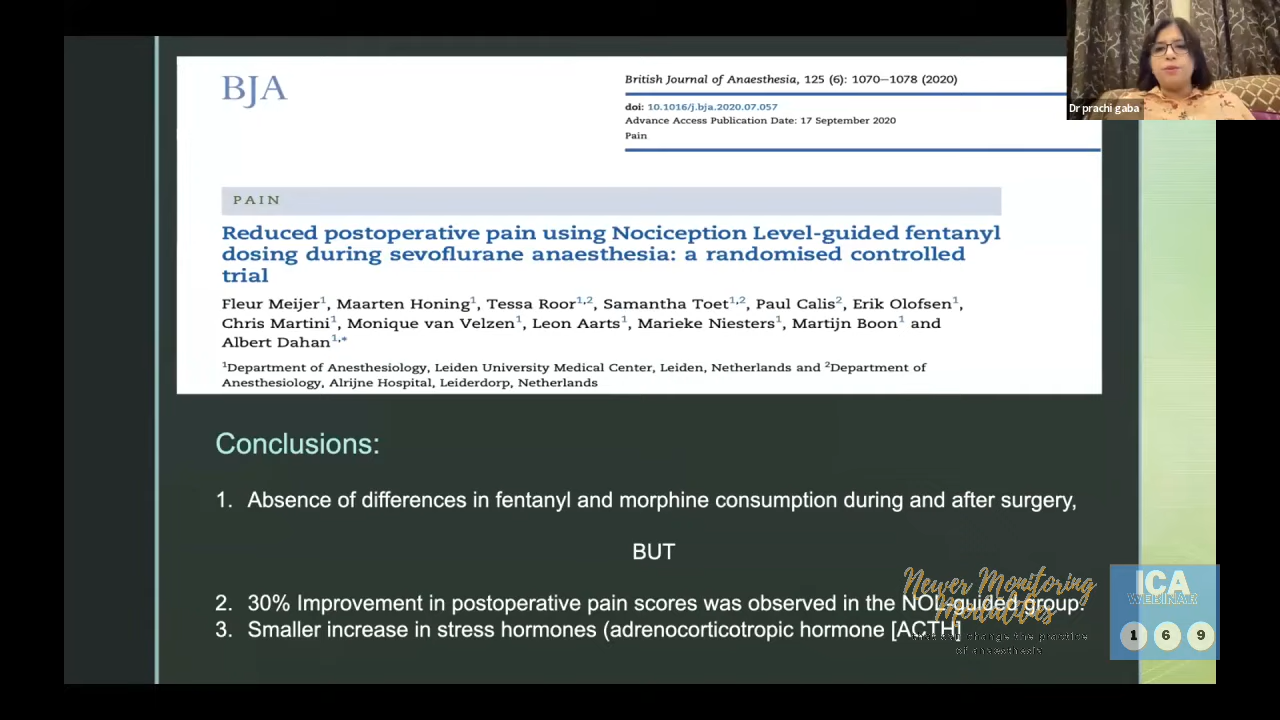 BJA
British Journal of Anaesthesia, 125 (6): 1070–1078 (2020)
doi: 10.1016/j.bja.2020.07.057
Advance Access Publication Date: 17 September 2020
Pain
Dr prachi gaba
PAIN
Reduced postoperative pain using Nociception Level-guided fentanyl
dosing during sevoflurane anaesthesia: a randomised controlled
trial
Fleur Meijer1, Maarten Honing1, Tessa Roor1,2, Samantha Toet1,2, Paul Calis2, Erik Olofsen1,
Chris Martini1, Monique van Velzen1, Leon Aarts1, Marieke Niesters1, Martijn Boon1 and
Albert Dahan1,*
1Department of Anesthesiology, Leiden University Medical Center, Leiden, Netherlands and 2Department of
Anesthesiology, Alrijne Hospital, Leiderdorp, Netherlands
Conclusions:
1. Absence of differences in fentanyl and morphine consumption during and after surgery,
BUT
2. 30% Improvement in postoperative pain scores was observed in the NOL-guided group.
3. Smaller increase in stress hormones (adrenocorticotropic hormone [ACTH]
Newer Monitoring
Modalities
change the practice
of anaesthesia
ICA
WEBINAR
1 6 9